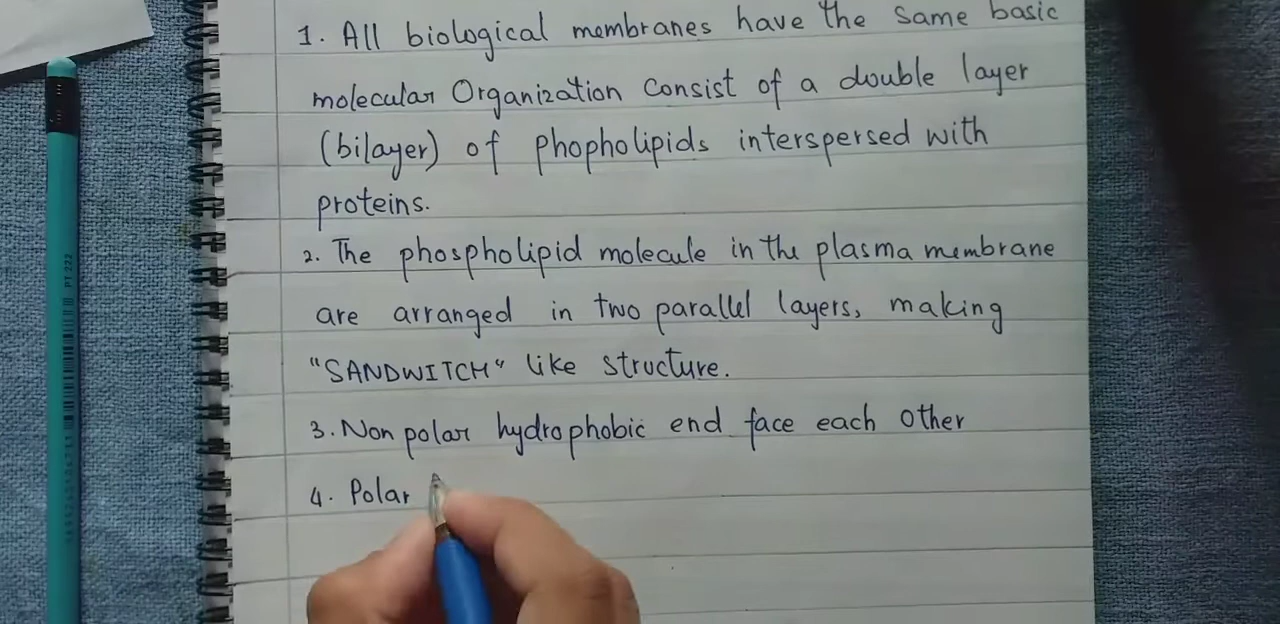 1. All biological membranes have the same basic
molecular Organization Consist of a double layer
(bilayer) of phopholipids interspersed with
proteins.
2. The phospholipid molecule in the plasma membrane
are arranged in two parallel layers, making
"SANDWITCH" like structure.
3. Non polar hydrophobic end face each other
4. Polar
PT 222